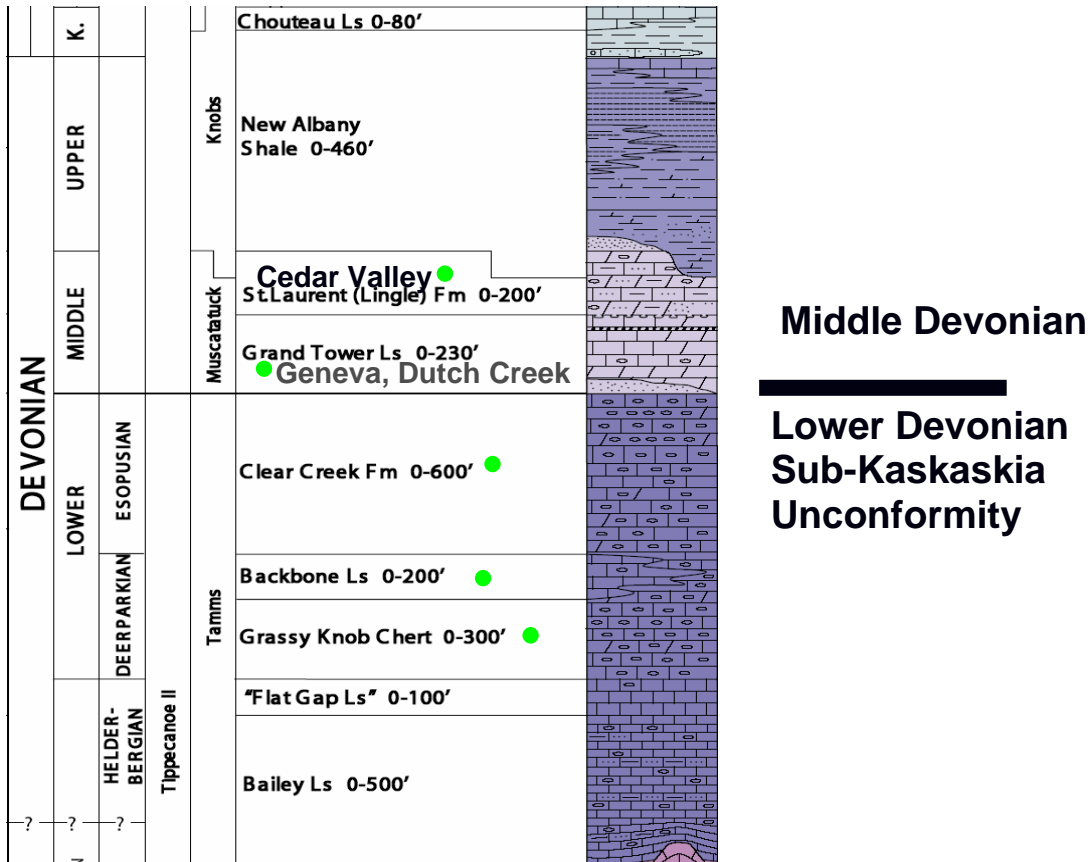 K.
Knobs
Chouteau Ls 0-80′
UPPER
New Albany
Shale 0-460′
DEVONIAN
MIDDLE
Muscatatuck
Cedar Valley
St.Laurent (Lingle) Fm 0-200′
Grand Tower Ls 0-230′
Geneva, Dutch Creek
Middle Devonian
Lower Devonian
Sub-Kaskaskia
Unconformity
LOWER
ESOPUSIAN
Clear Creek Fm 0-600′
DEERPARKIAN
Tamms
Backbone Ls 0-200′
Grassy Knob Chert 0-300′
HELDER-
BERGIAN
Tippecanoe II
"Flat Gap Ls" 0-100′
Bailey Ls 0-500′
? ? ?